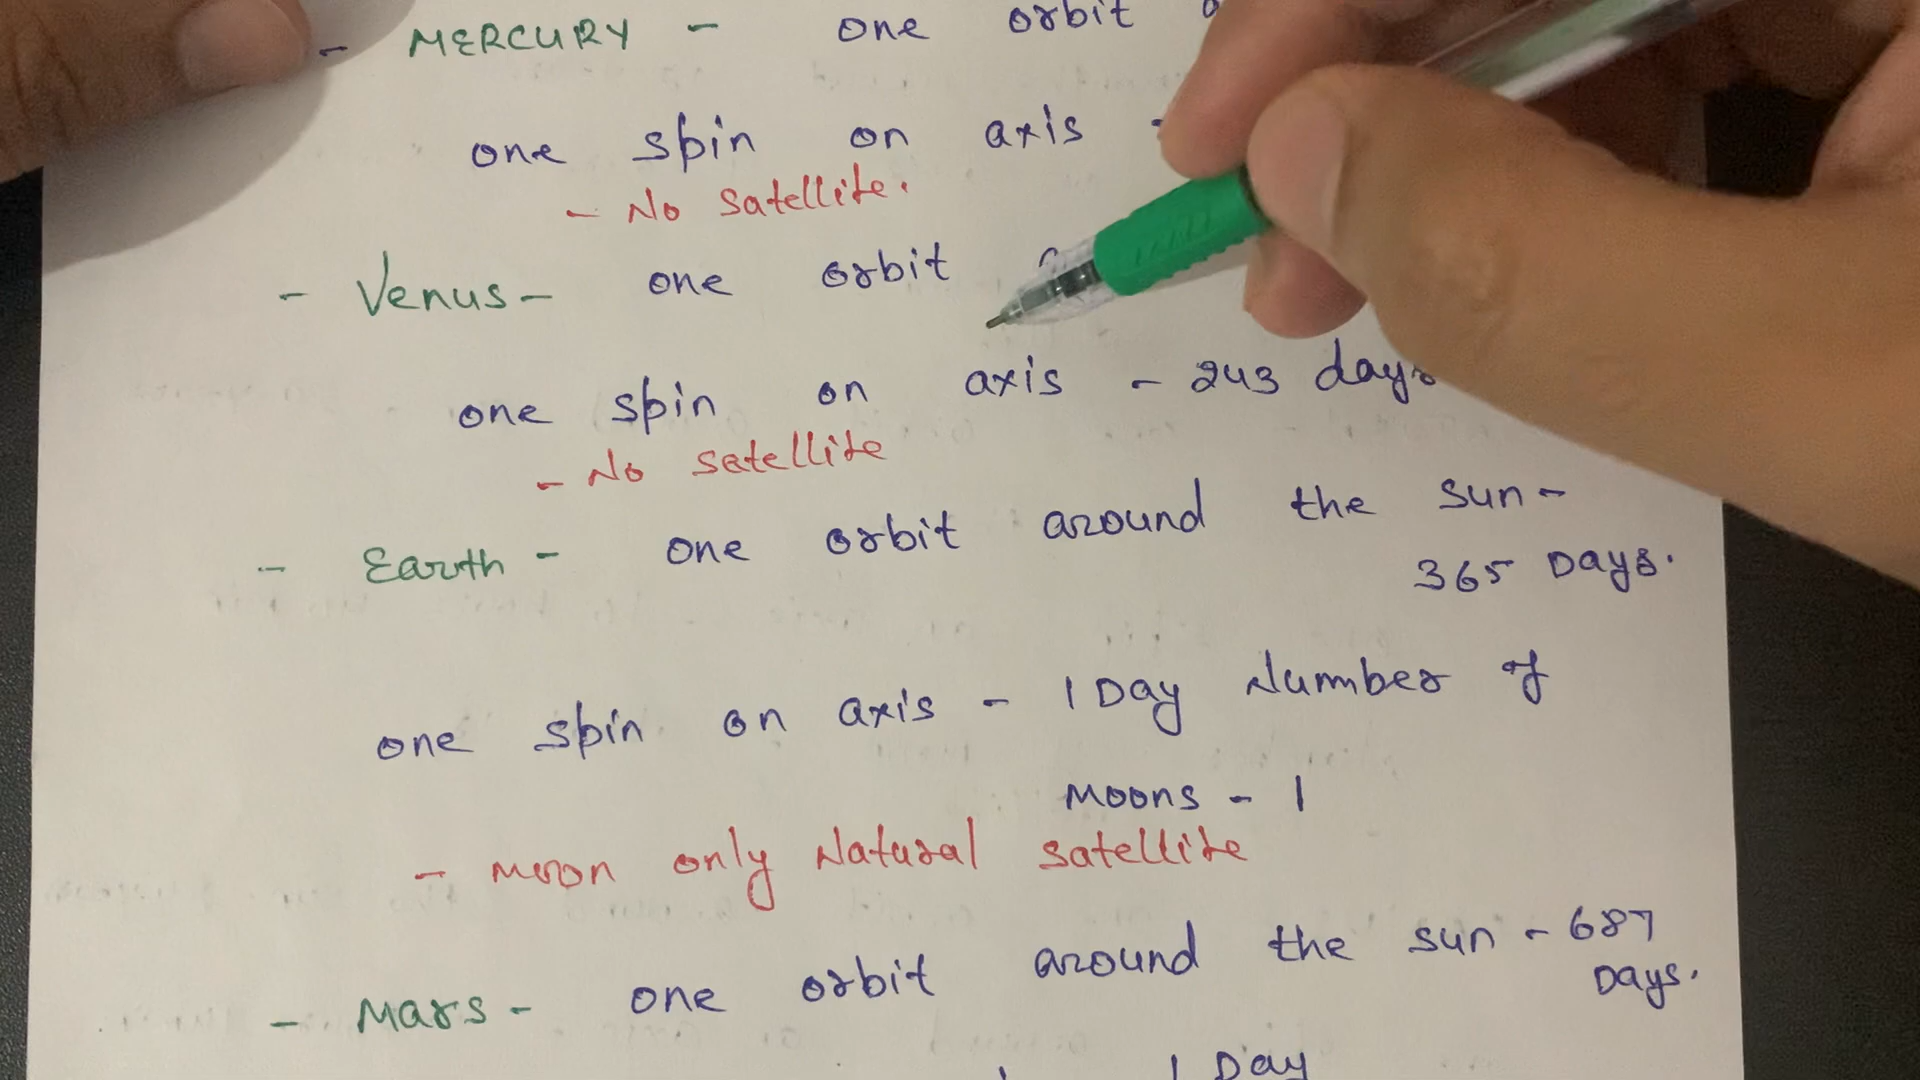 - MERCURY - one orbit
one spin on axis -
- No satellite.
- Venus - one orbit
one spin on axis - 243 days
- No satellite
- Earth - one orbit around the sun -
365 Days.
one spin on axis - 1 Day Number of
Moons - 1
- Moon only Natural satellite
- Mars - one orbit around the sun - 687
Days.
1 Day